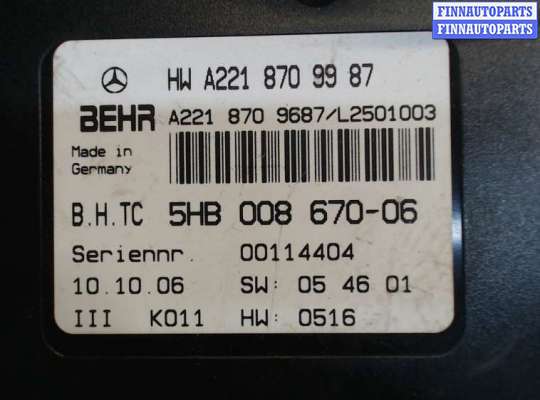 FINNAUTOPARTS
FINNAUTOPARTS
HW A221 870 99 87
BEHR A221 870 9687/L2501003
Made in
Germany
B.H.TC 5HB 008 670-06
Seriennr. 00114404
10.10.06 SW: 05 46 01
III K011 HW: 0516